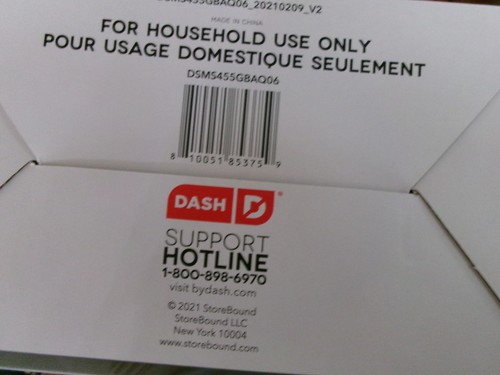 DSMS455GBAQ06_20210209_V2
MADE IN CHINA
FOR HOUSEHOLD USE ONLY
POUR USAGE DOMESTIQUE SEULEMENT
DSMS455GBAQ06
8 10051 85375 9
DASH
SUPPORT
HOTLINE
1-800-898-6970
visit bydash.com
© 2021 StoreBound
StoreBound LLC
New York 10004
www.storebound.com